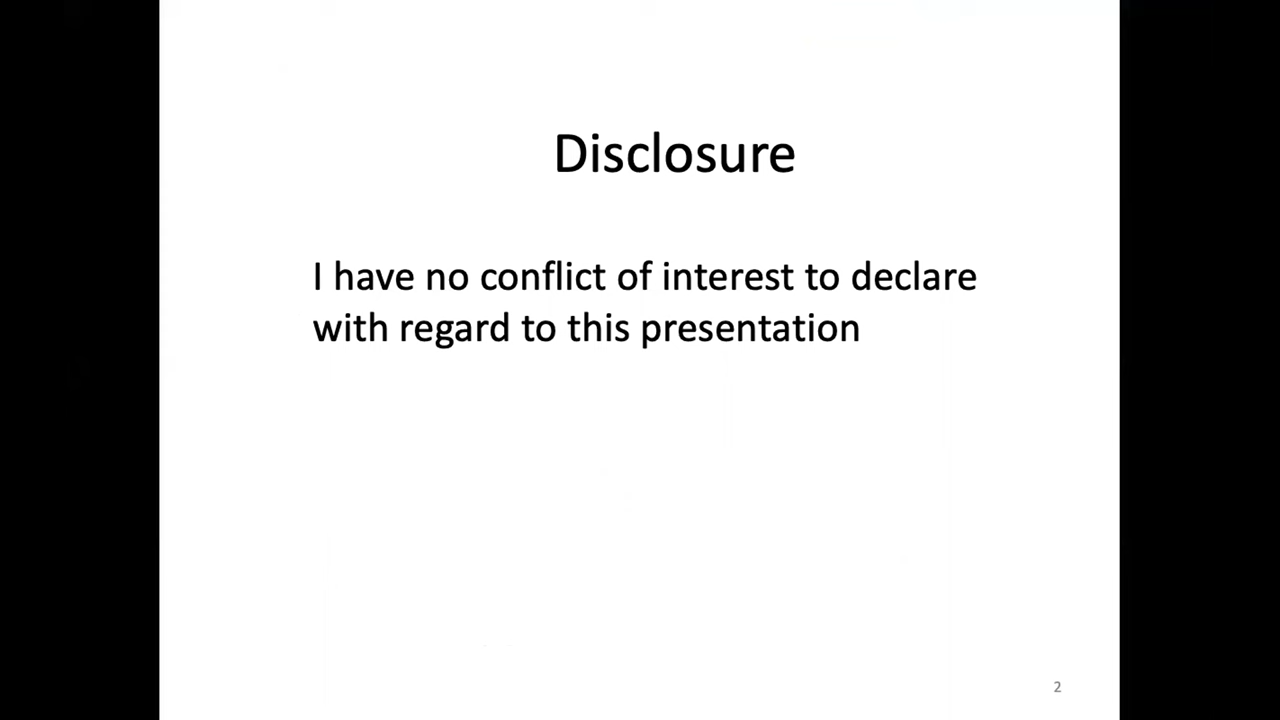 Disclosure
I have no conflict of interest to declare
with regard to this presentation
2